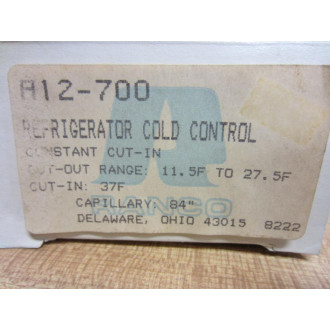 A12-700
REFRIGERATOR COLD CONTROL
CONSTANT CUT-IN
CUT-OUT RANGE: 11.5F TO 27.5F
CUT-IN: 37F
RANCO
CAPILLARY 84"
DELAWARE, OHIO 43015 8222